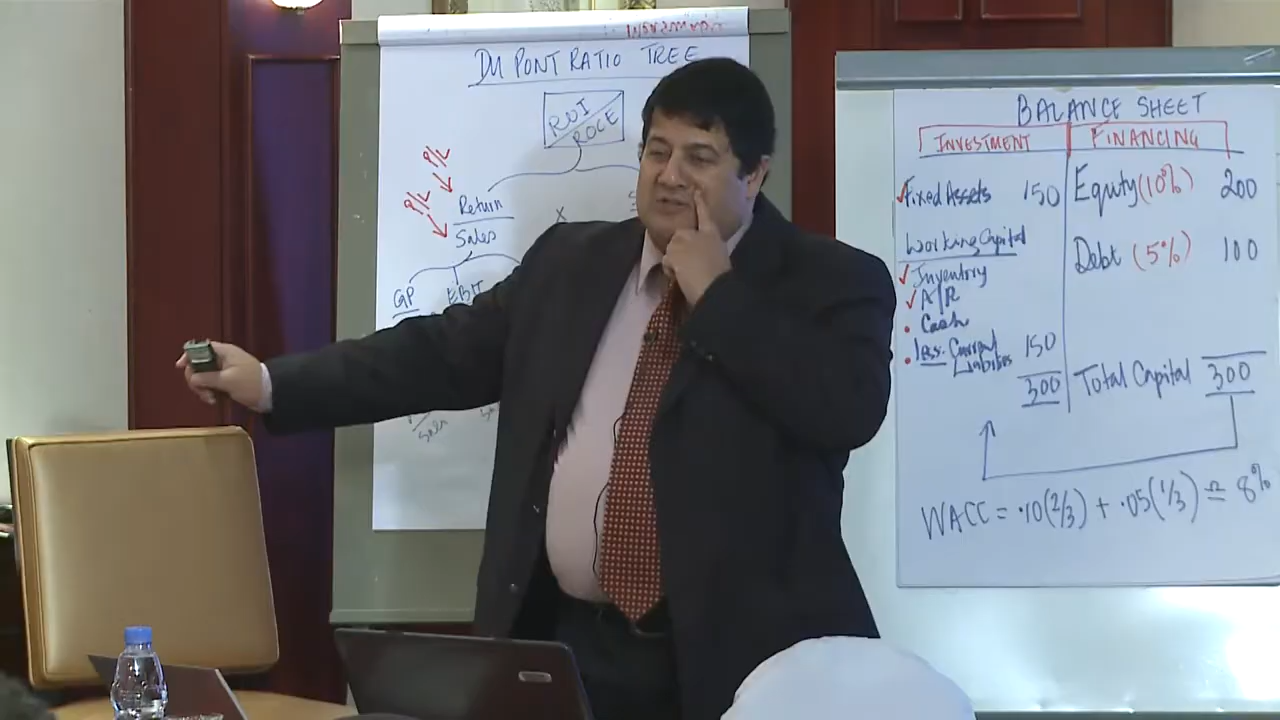 DU PONT RATIO TREE
ROI
ROCE
P/L
P/L
Return
Sales
X
GP
EBIT
Sales
BALANCE SHEET
INVESTMENT FINANCING
Fixed Assets 150 Equity (10%) 200
Working Capital Debt (5%) 100
Inventory
A/R
Cash
Less: Current Liabilities 150
300 Total Capital 300
WACC = .10(2/3) + .05(1/3) ≈ 8%